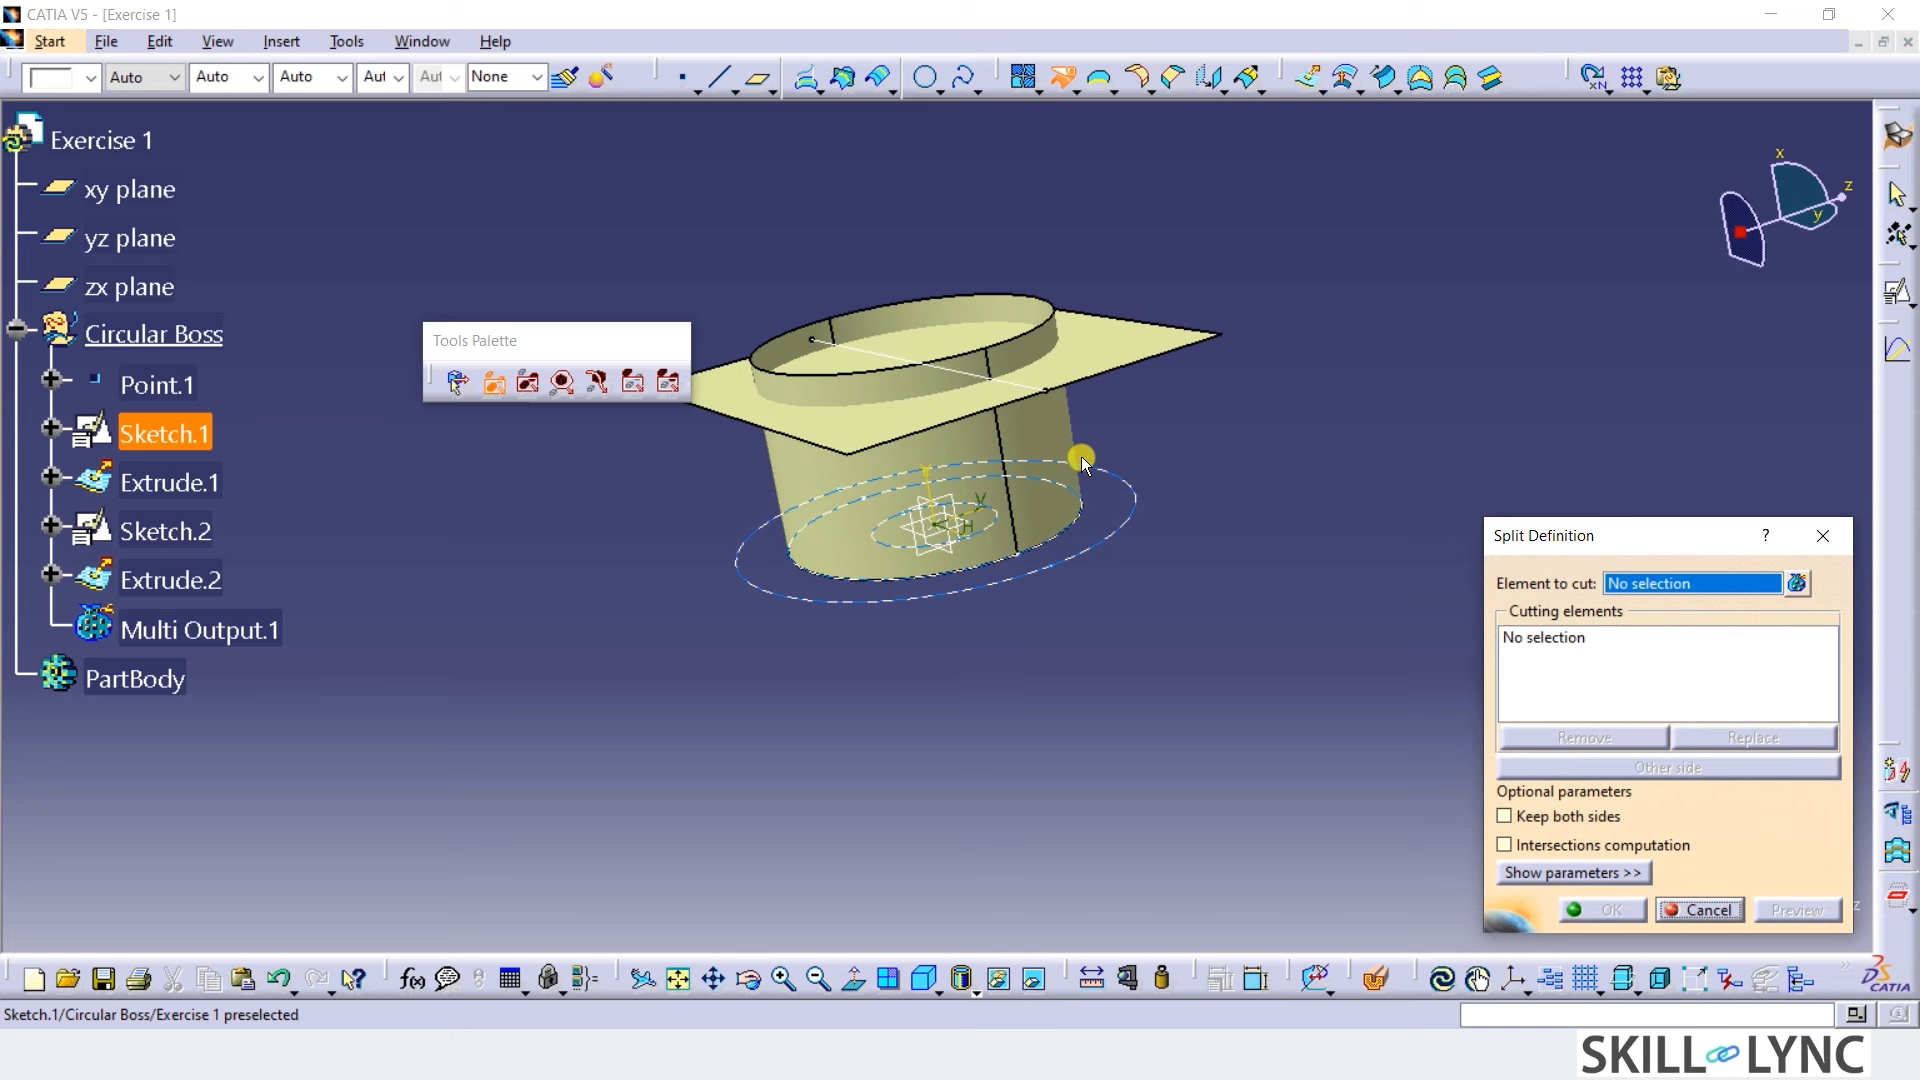 CATIA V5 - [Exercise 1]
Start File Edit View Insert Tools Window Help
Auto Auto Auto Aut Aut None
Exercise 1
xy plane
yz plane
zx plane
Circular Boss
Point.1
Sketch.1
Extrude.1
Sketch.2
Extrude.2
Multi Output.1
PartBody
Tools Palette
x
z
y
Y
V
H
Split Definition
?
Element to cut: No selection
Cutting elements
No selection
Remove Replace
Other side
Optional parameters
Keep both sides
Intersections computation
Show parameters >>
OK Cancel Preview
z
f(x)
CATIA
Sketch.1/Circular Boss/Exercise 1 preselected
SKILL LYNC